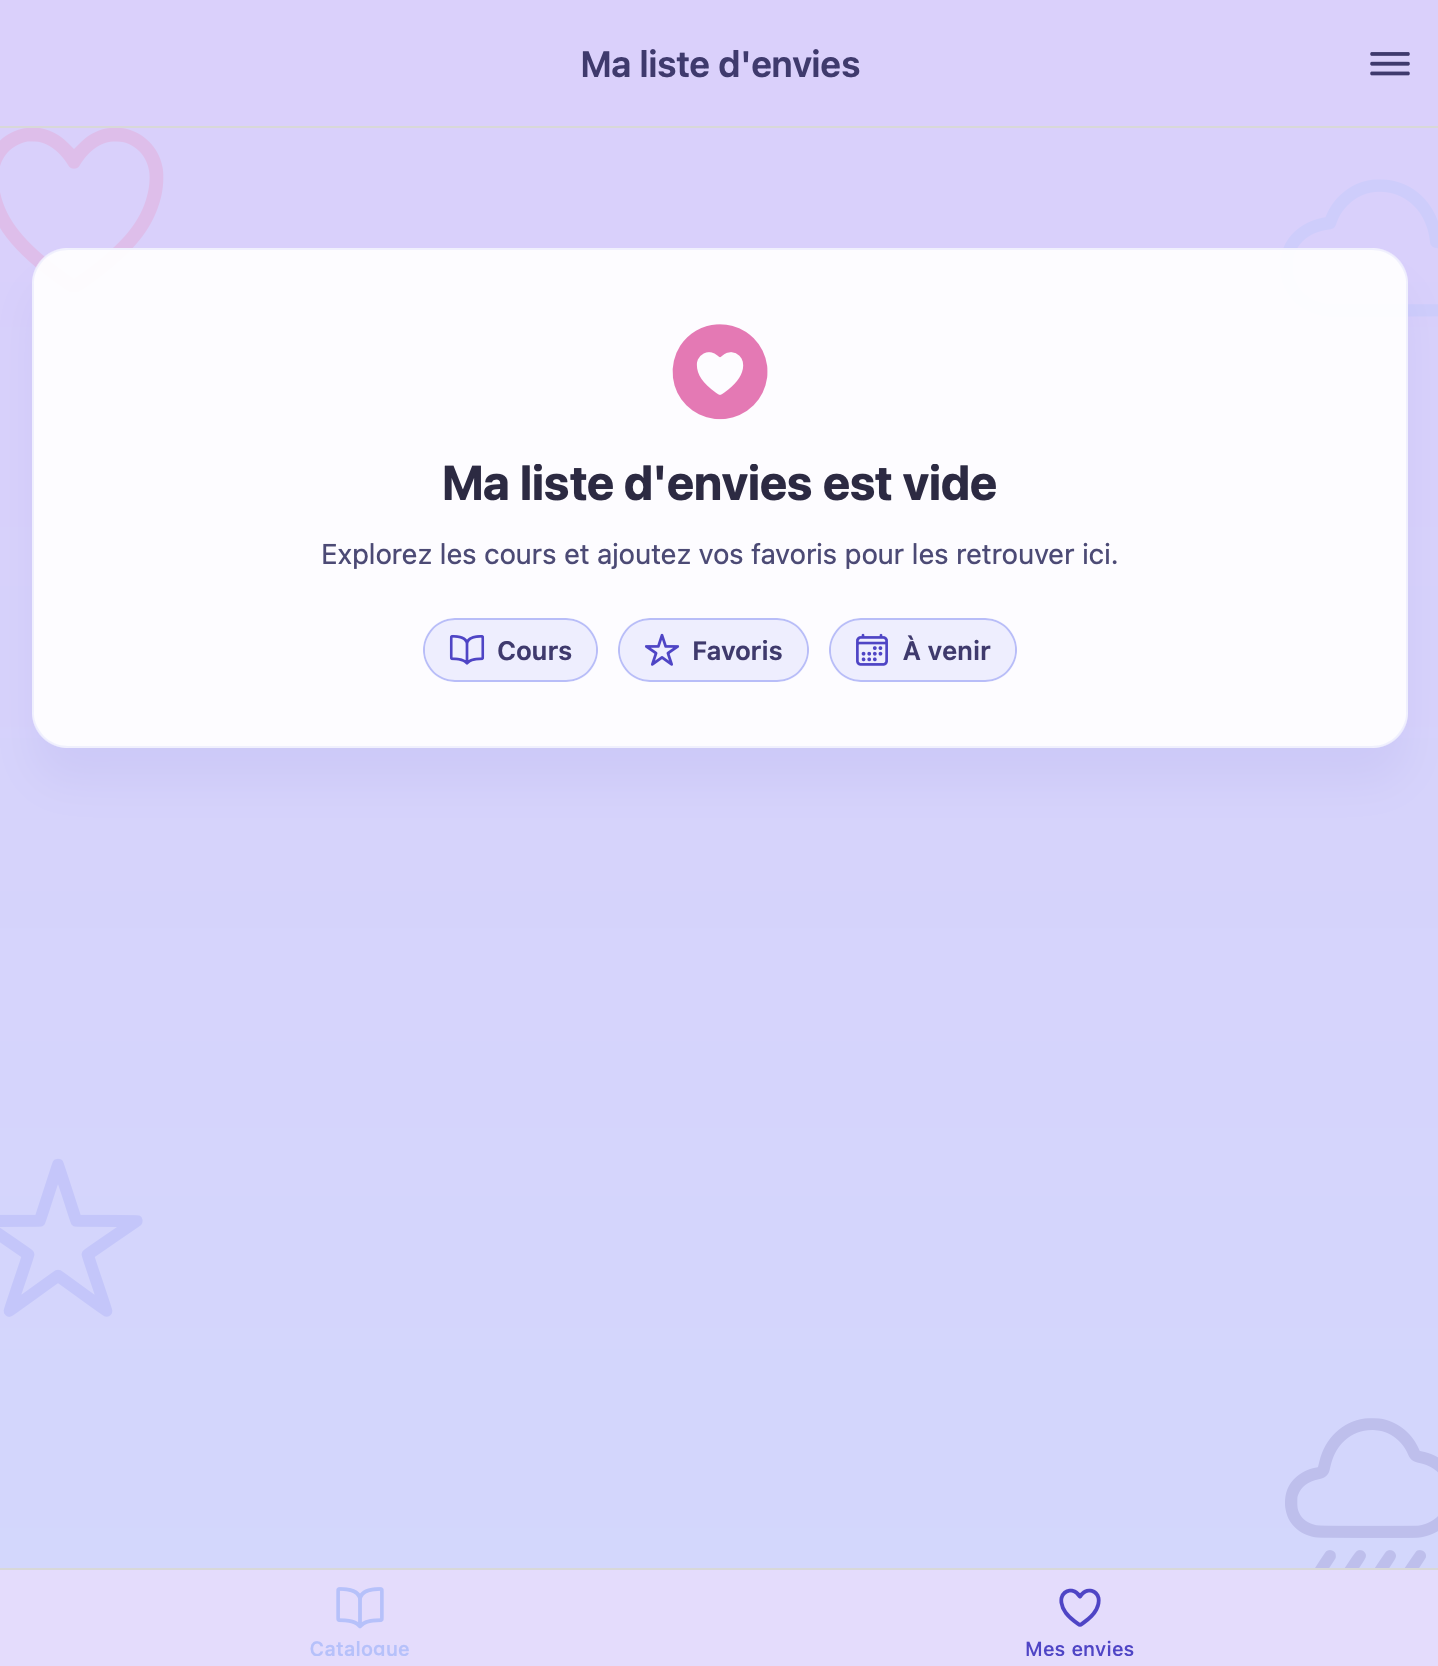 Ma liste d'envies
Ma liste d'envies est vide
Explorez les cours et ajoutez vos favoris pour les retrouver ici.
Cours
Favoris
À venir
Catalogue
Mes envies